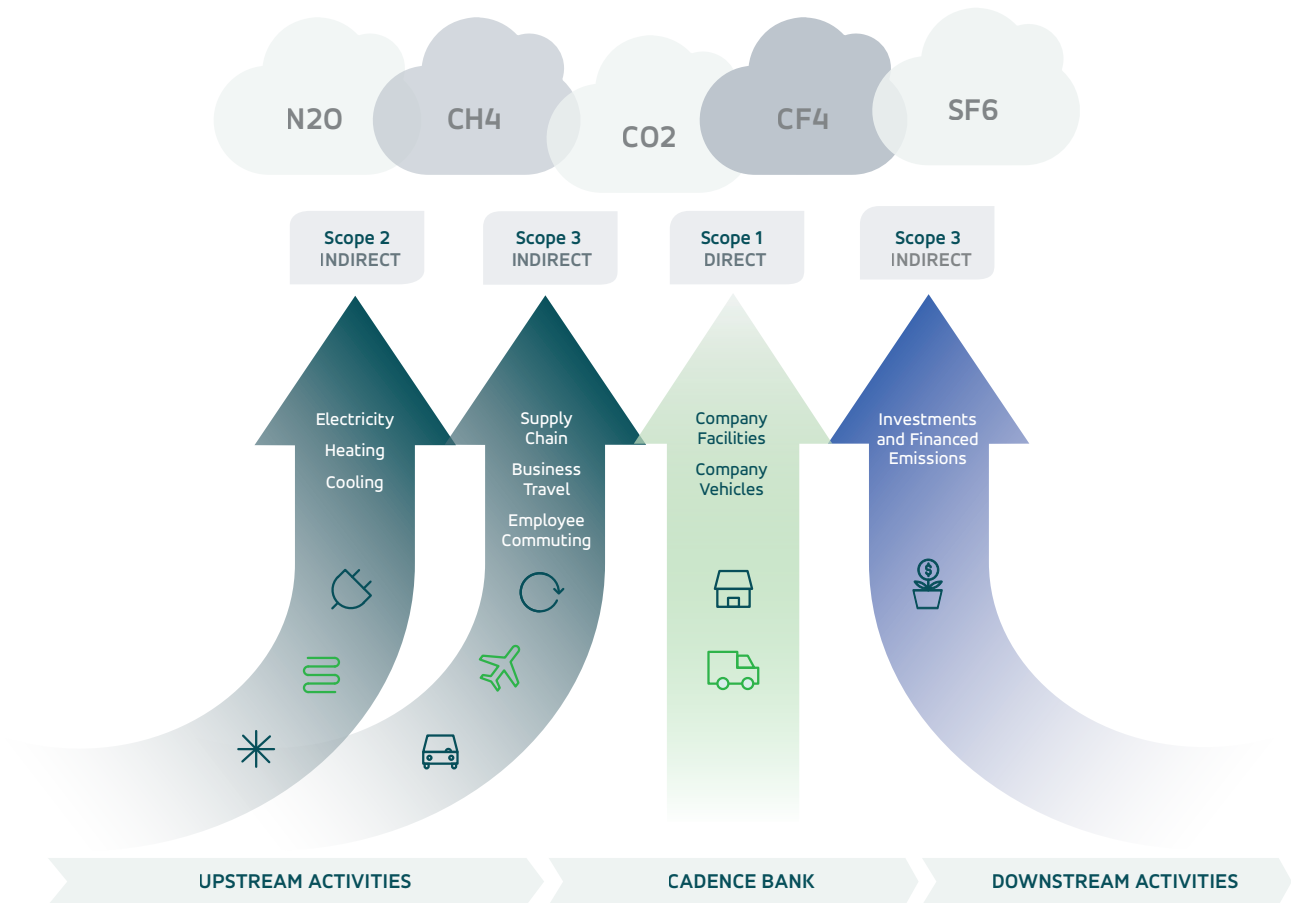 N2O
CH4
CO2
CF4
SF6
Scope 2
INDIRECT
Scope 3
INDIRECT
Scope 1
DIRECT
Scope 3
INDIRECT
Electricity
Heating
Cooling
Supply
Chain
Business
Travel
Employee
Commuting
Company
Facilities
Company
Vehicles
Investments
and Financed
Emissions
$
UPSTREAM ACTIVITIES
CADENCE BANK
DOWNSTREAM ACTIVITIES